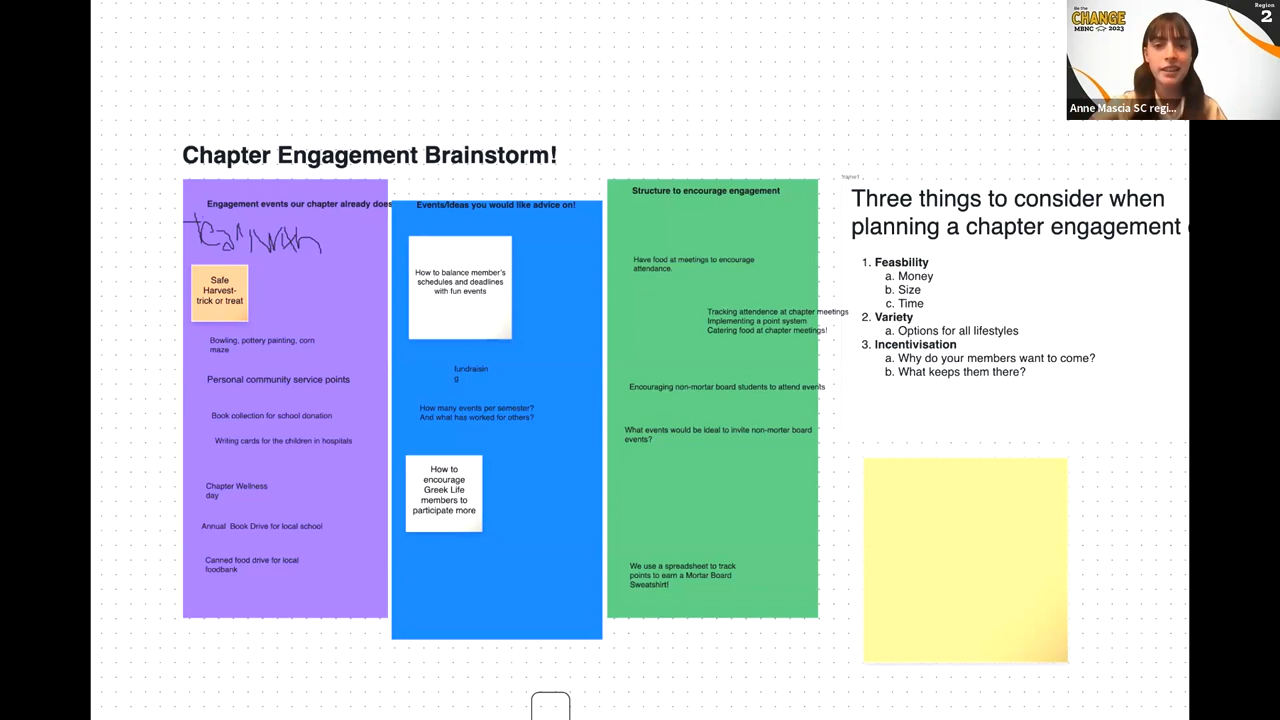 Be the
CHANGE
MBNC 2023
Region
2
Anne Mascia SC regi...
Chapter Engagement Brainstorm!
Engagement events our chapter already does
Safe
Harvest-
trick or treat
Bowling, pottery painting, corn
maze
Personal community service points
Book collection for school donation
Writing cards for the children in hospitals
Chapter Wellness
day
Annual Book Drive for local school
Canned food drive for local
foodbank
Events/Ideas you would like advice on!
How to balance member's
schedules and deadlines
with fun events
fundraisin
g
How many events per semester?
And what has worked for others?
How to
encourage
Greek Life
members to
participate more
Structure to encourage engagement
Have food at meetings to encourage
attendance.
Tracking attendence at chapter meetings
Implementing a point system
Catering food at chapter meetings!
Encouraging non-mortar board students to attend events
What events would be ideal to invite non-morter board
events?
We use a spreadsheet to track
points to earn a Mortar Board
Sweatshirt!
Three things to consider when
planning a chapter engagement
1. Feasbility
a. Money
b. Size
c. Time
2. Variety
a. Options for all lifestyles
3. Incentivisation
a. Why do your members want to come?
b. What keeps them there?